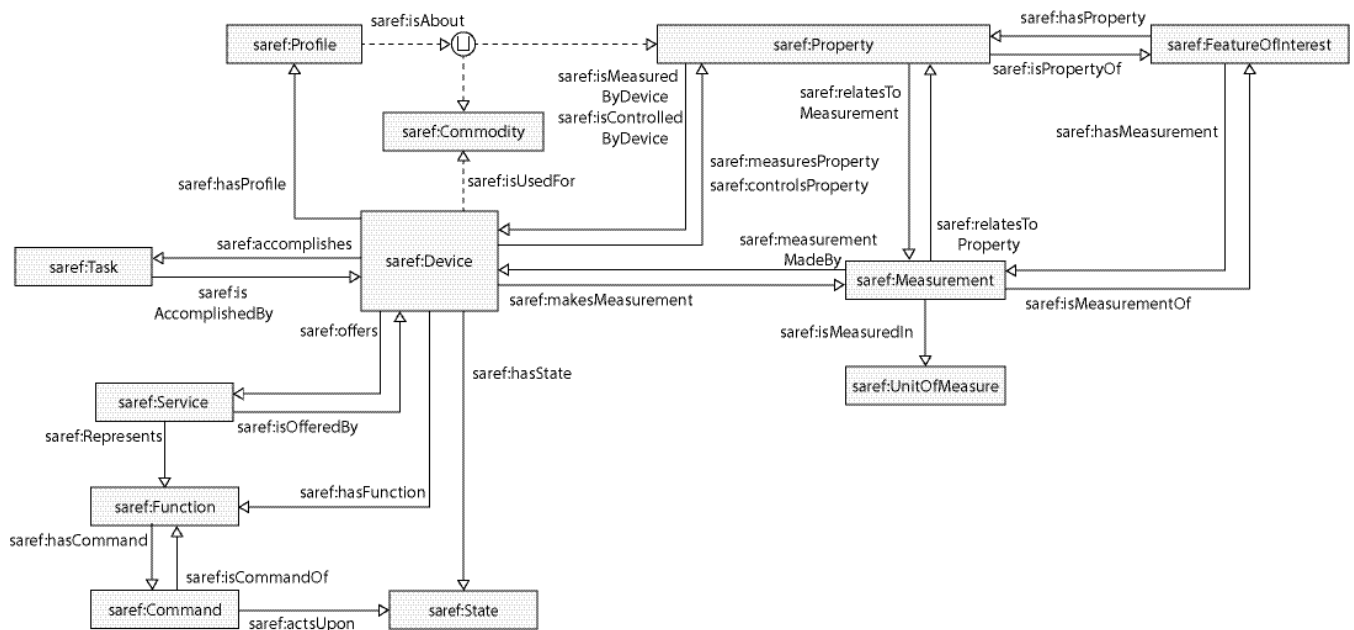 saref:isAbout
saref:hasProperty
saref:Profile
saref:Property
saref:FeatureOfInterest
saref:isPropertyOf
saref:isMeasured
ByDevice
saref:isControlled
ByDevice
saref:relatesTo
Measurement
saref:Commodity
saref:hasMeasurement
saref:measuresProperty
saref:controlsProperty
saref:hasProfile
saref:isUsedFor
saref:relatesTo
Property
saref:accomplishes
saref:measurement
MadeBy
saref:Task
saref:Device
saref:Measurement
saref:is
AccomplishedBy
saref:makesMeasurement
saref:isMeasurementOf
saref:offers
saref:isMeasuredIn
saref:hasState
saref:UnitOfMeasure
saref:Service
saref:isOfferedBy
saref:Represents
saref:hasFunction
saref:Function
saref:hasCommand
saref:isCommandOf
saref:Command
saref:State
saref:actsUpon